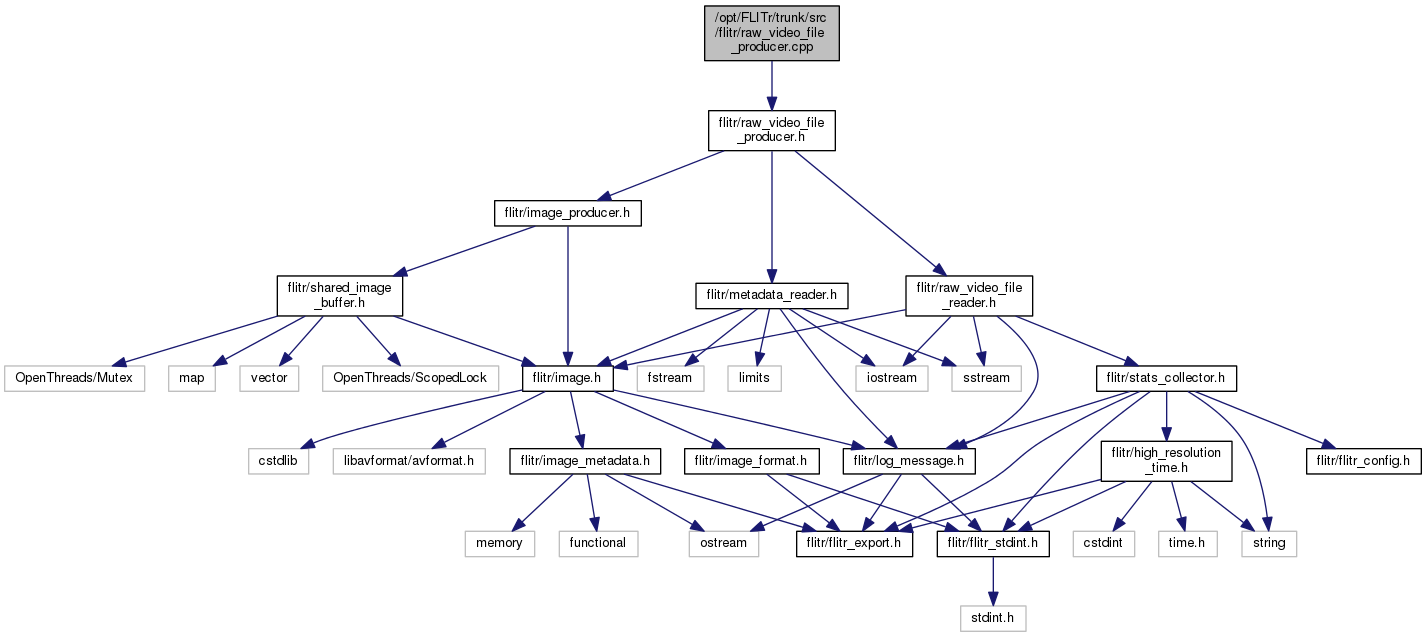 /opt/FLITr/trunk/src
/flitr/raw_video_file
_producer.cpp
flitr/raw_video_file
_producer.h
flitr/image_producer.h
flitr/shared_image
_buffer.h
flitr/metadata_reader.h
flitr/raw_video_file
_reader.h
OpenThreads/Mutex
map
vector
OpenThreads/ScopedLock
flitr/image.h
fstream
limits
iostream
sstream
flitr/stats_collector.h
cstdlib
libavformat/avformat.h
flitr/image_metadata.h
flitr/image_format.h
flitr/log_message.h
flitr/high_resolution
_time.h
flitr/flitr_config.h
memory
functional
ostream
flitr/flitr_export.h
flitr/flitr_stdint.h
cstdint
time.h
string
stdint.h